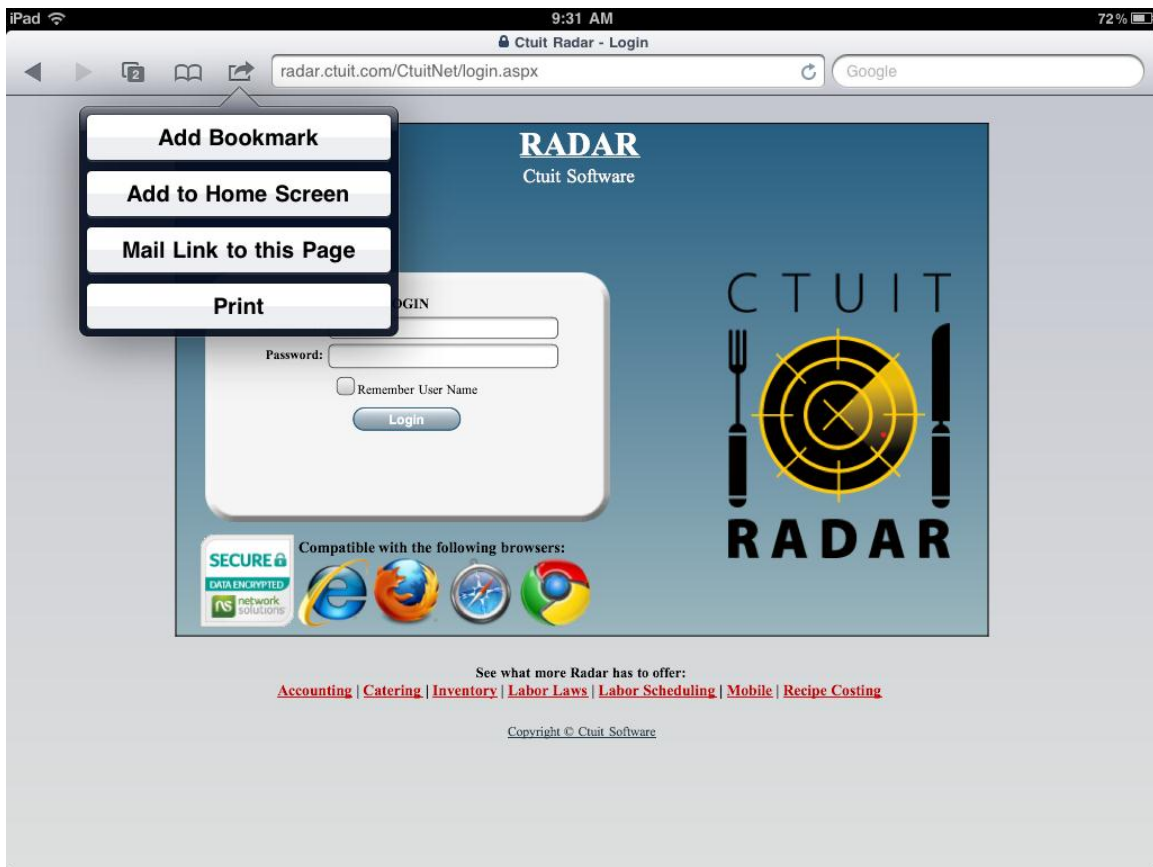 iPad 9:31 AM 72%
Ctuit Radar - Login
2 radar.ctuit.com/CtuitNet/login.aspx Google
Add Bookmark
Add to Home Screen
Mail Link to this Page
Print
RADAR
Ctuit Software
Password:
Remember User Name
Login
CTUIT
RADAR
SECURE
DATA ENCRYPTED
ns network
solutions
Compatible with the following browsers:
See what more Radar has to offer:
Accounting | Catering | Inventory | Labor Laws | Labor Scheduling | Mobile | Recipe Costing
Copyright © Ctuit Software